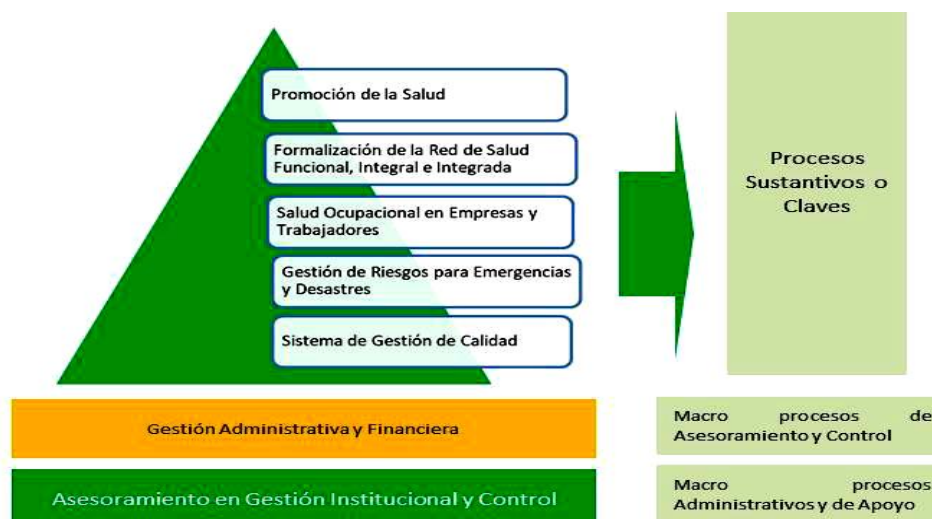 Promoción de la Salud
Formalización de la Red de Salud
Funcional, Integral e Integrada
Salud Ocupacional en Empresas y
Trabajadores
Gestión de Riesgos para Emergencias
y Desastres
Sistema de Gestión de Calidad
Procesos
Sustantivos o
Claves
Gestión Administrativa y Financiera
Macro procesos de
Asesoramiento y Control
Asesoramiento en Gestión Institucional y Control
Macro procesos
Administrativos y de Apoyo